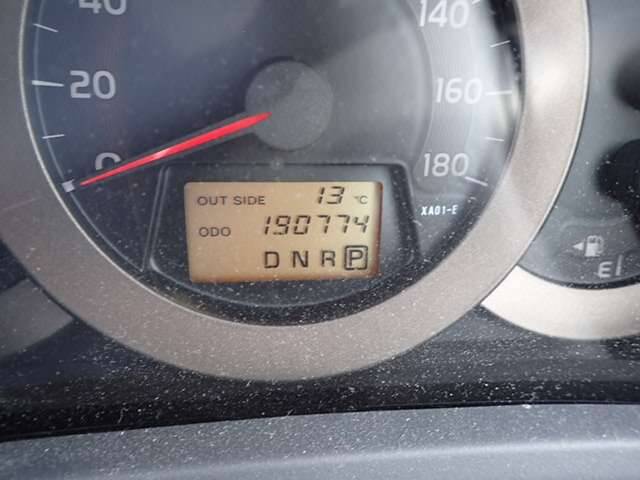 40
140
20
160
0
180
OUT SIDE 13 °C
XA01-E
ODO 190774
D N R P
E